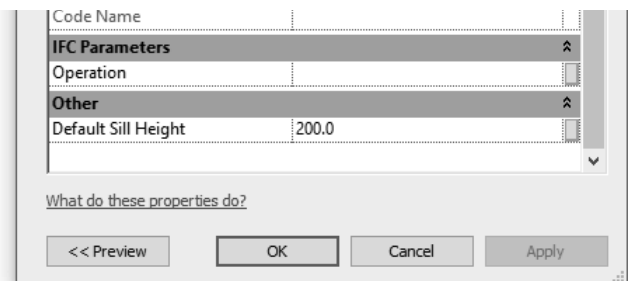 Code Name
IFC Parameters
Operation
Other
Default Sill Height 200.0
What do these properties do?
<< Preview OK Cancel Apply